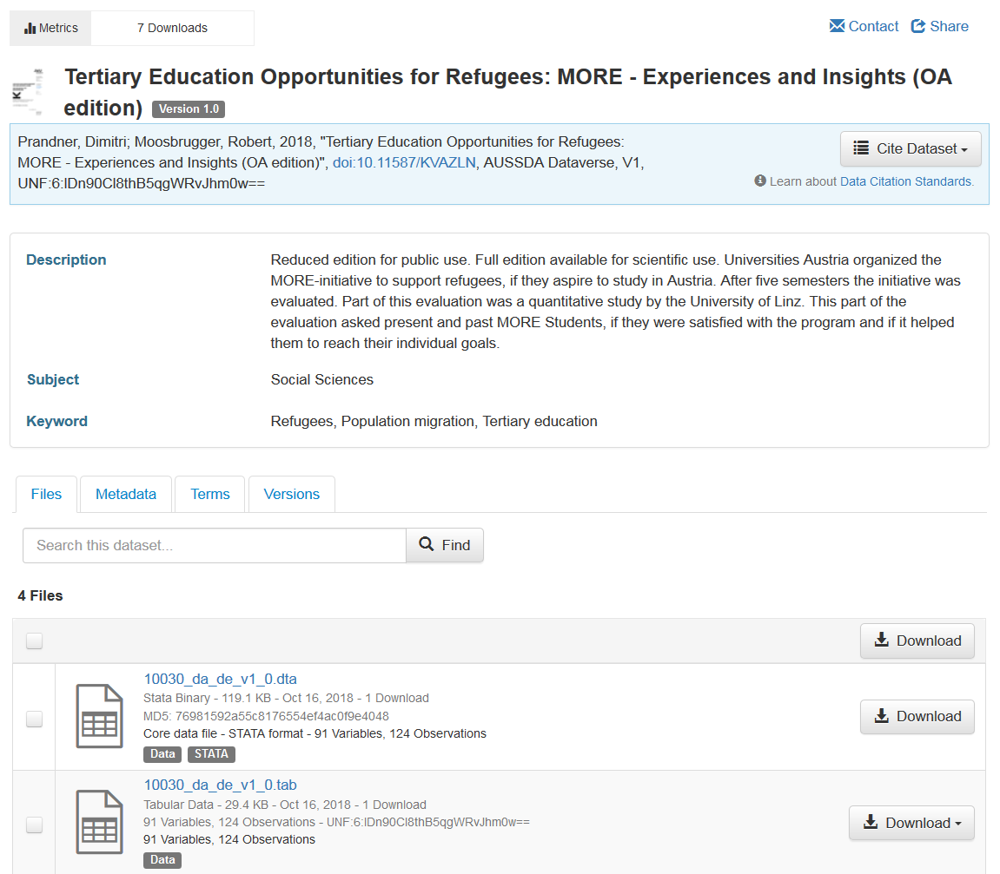 Metrics
7 Downloads
Contact
Share
Tertiary Education Opportunities for Refugees: MORE - Experiences and Insights (OA
edition) Version 1.0
Prandner, Dimitri; Moosbrugger, Robert, 2018, "Tertiary Education Opportunities for Refugees:
MORE - Experiences and Insights (OA edition)", doi:10.11587/KVAZLN, AUSSDA Dataverse, V1,
UNF:6:lDn90Cl8thB5qgWRvJhm0w==
Cite Dataset
Learn about Data Citation Standards.
Description
Reduced edition for public use. Full edition available for scientific use. Universities Austria organized the
MORE-initiative to support refugees, if they aspire to study in Austria. After five semesters the initiative was
evaluated. Part of this evaluation was a quantitative study by the University of Linz. This part of the
evaluation asked present and past MORE Students, if they were satisfied with the program and if it helped
them to reach their individual goals.
Subject
Social Sciences
Keyword
Refugees, Population migration, Tertiary education
Files
Metadata
Terms
Versions
Search this dataset...
Find
4 Files
Download
10030_da_de_v1_0.dta
Stata Binary - 119.1 KB - Oct 16, 2018 - 1 Download
MD5: 76981592a55c8176554ef4ac0f9e4048
Core data file - STATA format - 91 Variables, 124 Observations
Data STATA
Download
10030_da_de_v1_0.tab
Tabular Data - 29.4 KB - Oct 16, 2018 - 1 Download
91 Variables, 124 Observations - UNF:6:lDn90Cl8thB5qgWRvJhm0w==
91 Variables, 124 Observations
Data
Download